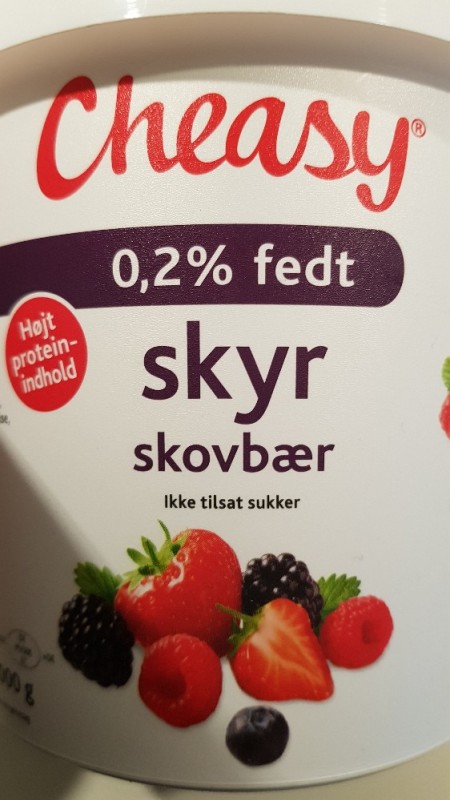 Cheasy®
0,2% fedt
Højt
protein-
indhold
skyr
skovbær
Ikke tilsat sukker